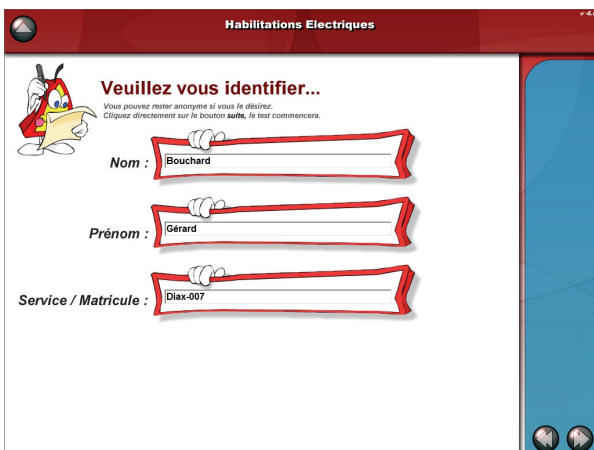 Habilitations Electriques
Veuillez vous identifier...
Vous pouvez rester anonyme si vous le désirez.
Cliquez directement sur le bouton suite, le test commencera.
Nom :
Bouchard
Prénom :
Gérard
Service / Matricule :
Diax-007